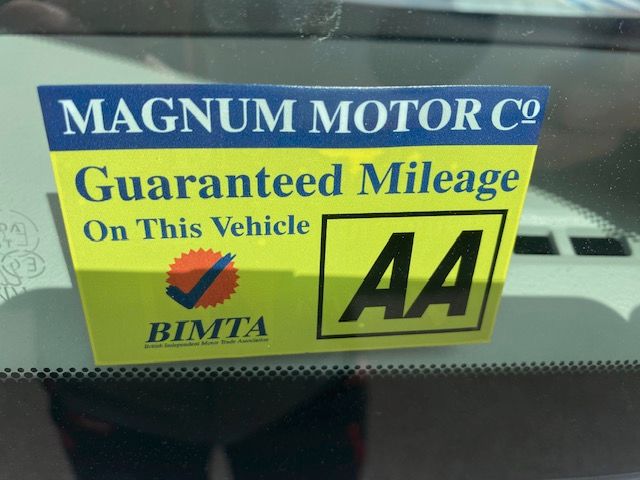 MAGNUM MOTOR Cº
Guaranteed Mileage
On This Vehicle
AA
BIMTA
British Independent Motor Trade Association